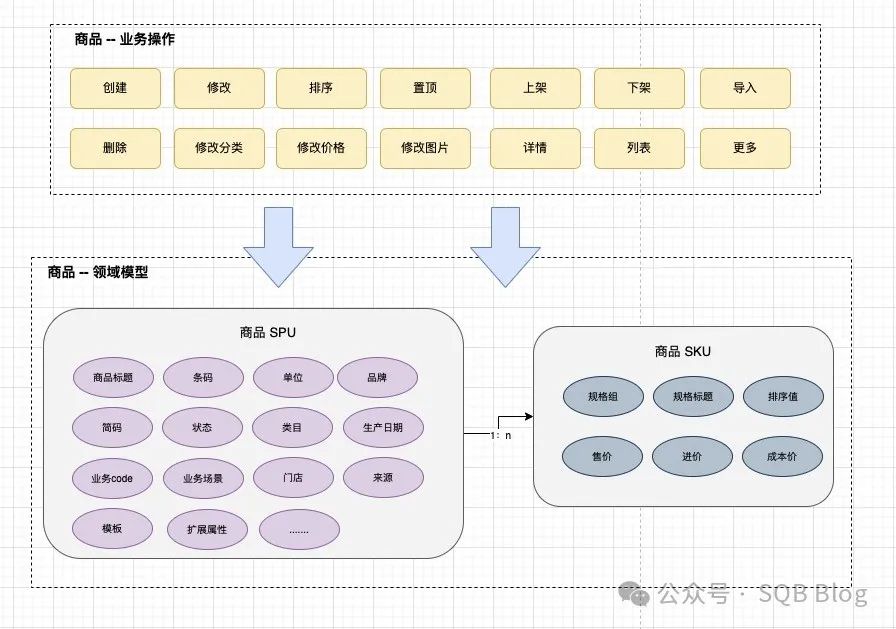 商品 -- 业务操作
创建 修改 排序 置顶 上架 下架 导入
删除 修改分类 修改价格 修改图片 详情 列表 更多
商品 -- 领域模型
商品 SPU
商品标题 条码 单位 品牌
简码 状态 类目 生产日期
业务code 业务场景 门店 来源
模板 扩展属性 .......
1: n
商品 SKU
规格组 规格标题 排序值
售价 进价 成本价
公众号 · SQB Blog